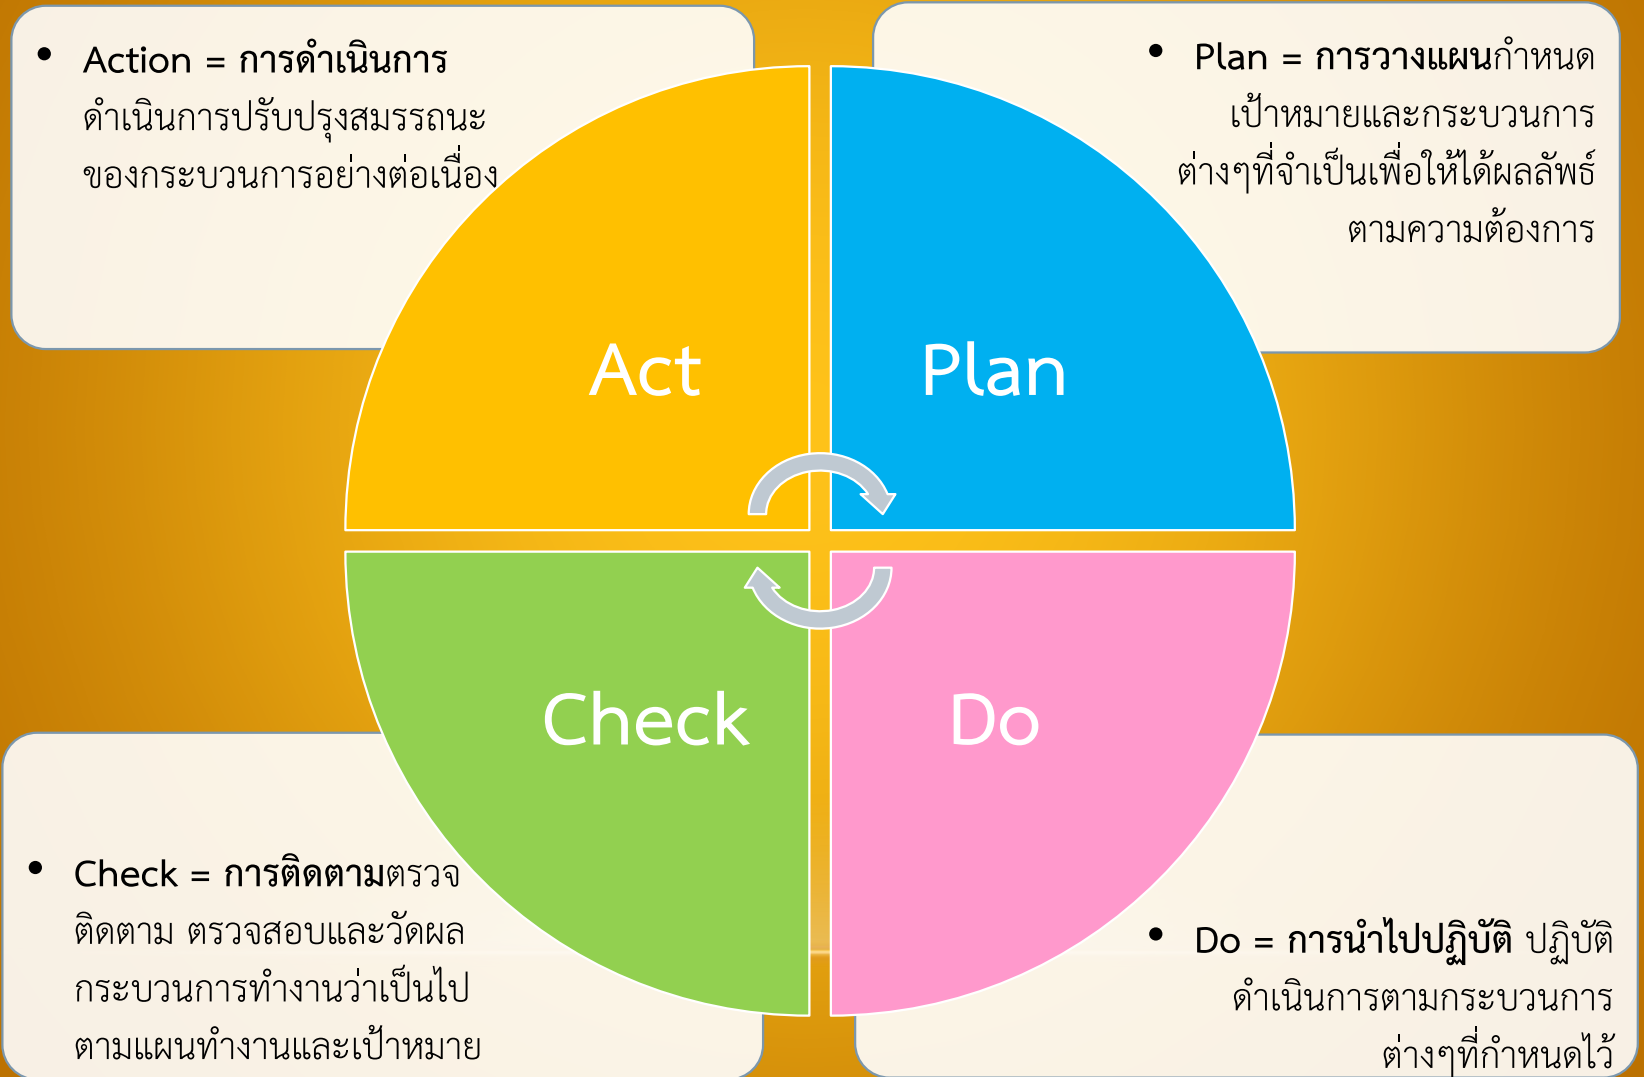 • Action = การดำเนินการ
ดำเนินการปรับปรุงสมรรถนะ
ของกระบวนการอย่างต่อเนื่อง
• Plan = การวางแผนกำหนด
เป้าหมายและกระบวนการ
ต่างๆที่จำเป็นเพื่อให้ได้ผลลัพธ์
ตามความต้องการ
Act
Plan
Check
Do
• Check = การติดตามตรวจ
ติดตาม ตรวจสอบและวัดผล
กระบวนการทำงานว่าเป็นไป
ตามแผนทำงานและเป้าหมาย
• Do = การนำไปปฏิบัติ ปฏิบัติ
ดำเนินการตามกระบวนการ
ต่างๆที่กำหนดไว้